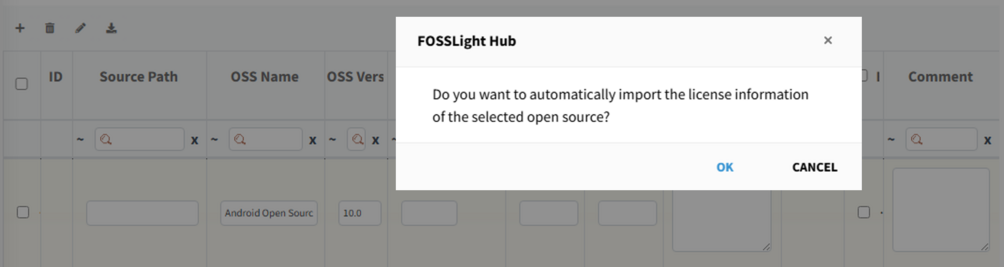 FOSSLight Hub ×
Do you want to automatically import the license information
of the selected open source?
OK CANCEL
ID Source Path OSS Name OSS Vers I Comment
~ x ~ x ~ x ~ ~ x
Android Open Sourc 10.0